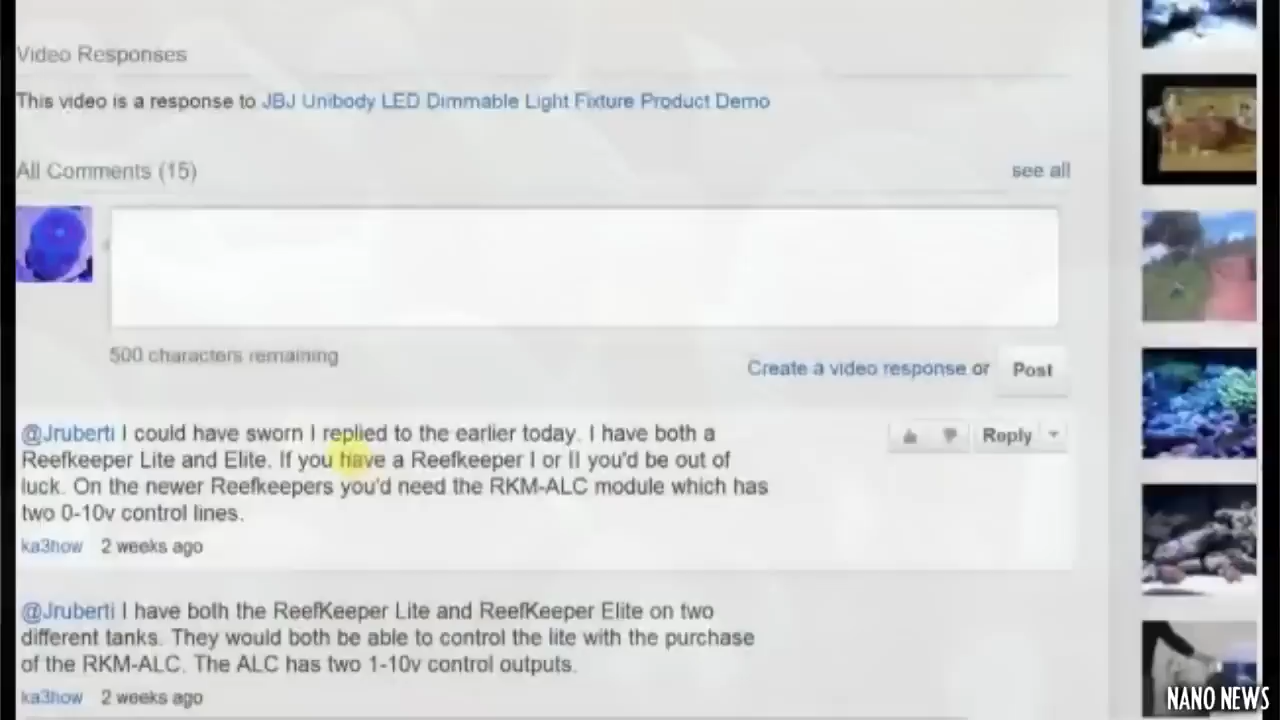 Video Responses
This video is a response to JBJ Unibody LED Dimmable Light Fixture Product Demo
All Comments (15)
see all
500 characters remaining
Create a video response or
Post
@Jruberti I could have sworn I replied to the earlier today. I have both a
Reefkeeper Lite and Elite. If you have a Reefkeeper I or II you'd be out of
luck. On the newer Reefkeepers you'd need the RKM-ALC module which has
two 0-10v control lines.
Reply
ka3how 2 weeks ago
@Jruberti I have both the ReefKeeper Lite and ReefKeeper Elite on two
different tanks. They would both be able to control the lite with the purchase
of the RKM-ALC. The ALC has two 1-10v control outputs.
ka3how 2 weeks ago
NANO NEWS